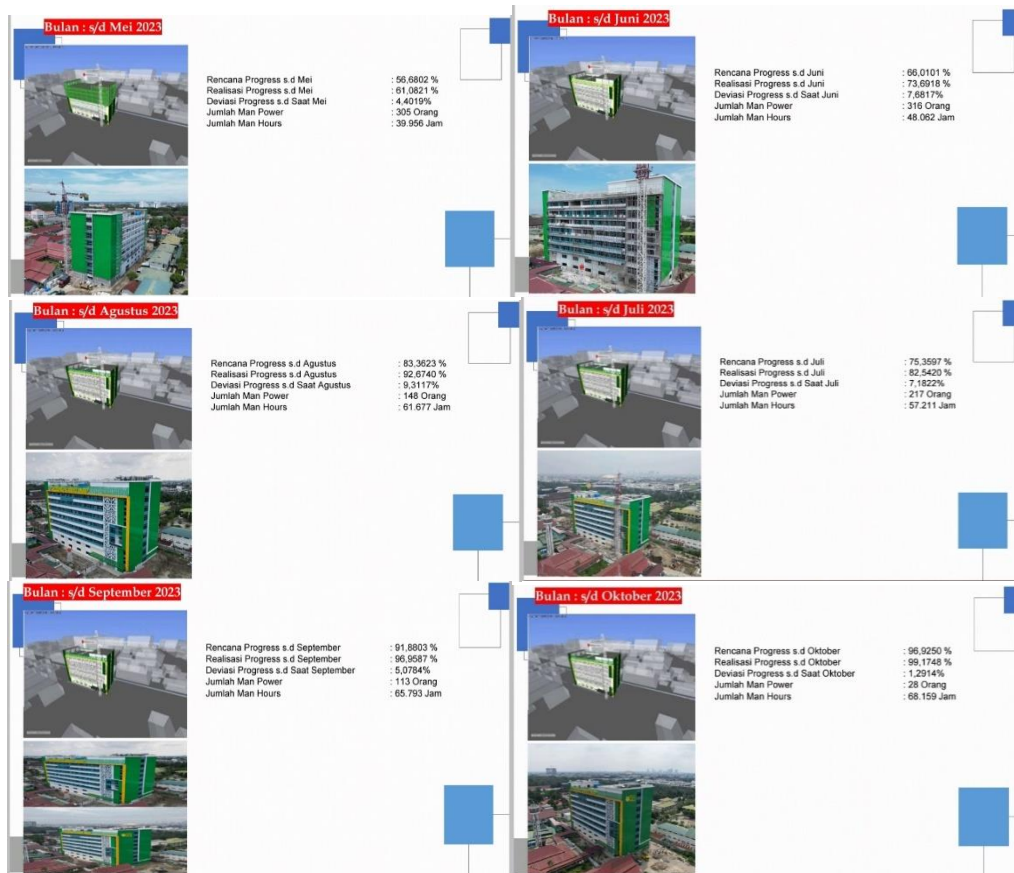 Bulan : s/d Mei 2023
Rencana Progress s.d Mei : 56,6802 %
Realisasi Progress s.d Mei : 61,0821 %
Deviasi Progress s.d Saat Mei : 4,4019%
Jumlah Man Power : 305 Orang
Jumlah Man Hours : 39.956 Jam
Bulan : s/d Juni 2023
Rencana Progress s.d Juni : 66,0101 %
Realisasi Progress s.d Juni : 73,6918 %
Deviasi Progress s.d Saat Juni : 7,6817%
Jumlah Man Power : 316 Orang
Jumlah Man Hours : 48.062 Jam
Bulan : s/d Agustus 2023
Rencana Progress s.d Agustus : 83,3623 %
Realisasi Progress s.d Agustus : 92,6740 %
Deviasi Progress s.d Saat Agustus : 9,3117%
Jumlah Man Power : 148 Orang
Jumlah Man Hours : 61.677 Jam
Bulan : s/d Juli 2023
Rencana Progress s.d Juli : 75,3597 %
Realisasi Progress s.d Juli : 82,5420 %
Deviasi Progress s.d Saat Juli : 7,1822%
Jumlah Man Power : 217 Orang
Jumlah Man Hours : 57.211 Jam
Bulan : s/d September 2023
Rencana Progress s.d September : 91,8803 %
Realisasi Progress s.d September : 96,9587 %
Deviasi Progress s.d Saat September : 5,0784%
Jumlah Man Power : 113 Orang
Jumlah Man Hours : 65.793 Jam
Bulan : s/d Oktober 2023
Rencana Progress s.d Oktober : 96,9250 %
Realisasi Progress s.d Oktober : 99,1748 %
Deviasi Progress s.d Saat Oktober : 1,2914%
Jumlah Man Power : 28 Orang
Jumlah Man Hours : 68.159 Jam